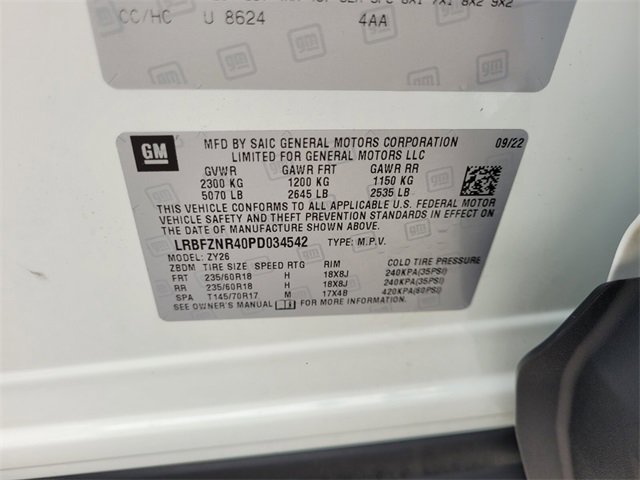 CC/HC U 8624 4AA
GM
MFD BY SAIC GENERAL MOTORS CORPORATION 09/22
LIMITED FOR GENERAL MOTORS LLC
GVWR GAWR FRT GAWR RR
2300 KG 1200 KG 1150 KG
5070 LB 2645 LB 2535 LB
THIS VEHICLE CONFORMS TO ALL APPLICABLE U.S. FEDERAL MOTOR
VEHICLE SAFETY AND THEFT PREVENTION STANDARDS IN EFFECT ON
THE DATE OF MANUFACTURE SHOWN ABOVE.
LRBFZNR40PD034542 TYPE: M.P.V.
MODEL: ZY26
ZBDM TIRE SIZE SPEED RTG RIM COLD TIRE PRESSURE
FRT 235/60R18 H 18X8J 240KPA(35PSI)
RR 235/60R18 H 18X8J 240KPA(35PSI)
SPA T145/70R17 M 17X4B 420KPA(60PSI)
SEE OWNER'S MANUAL FOR MORE INFORMATION.